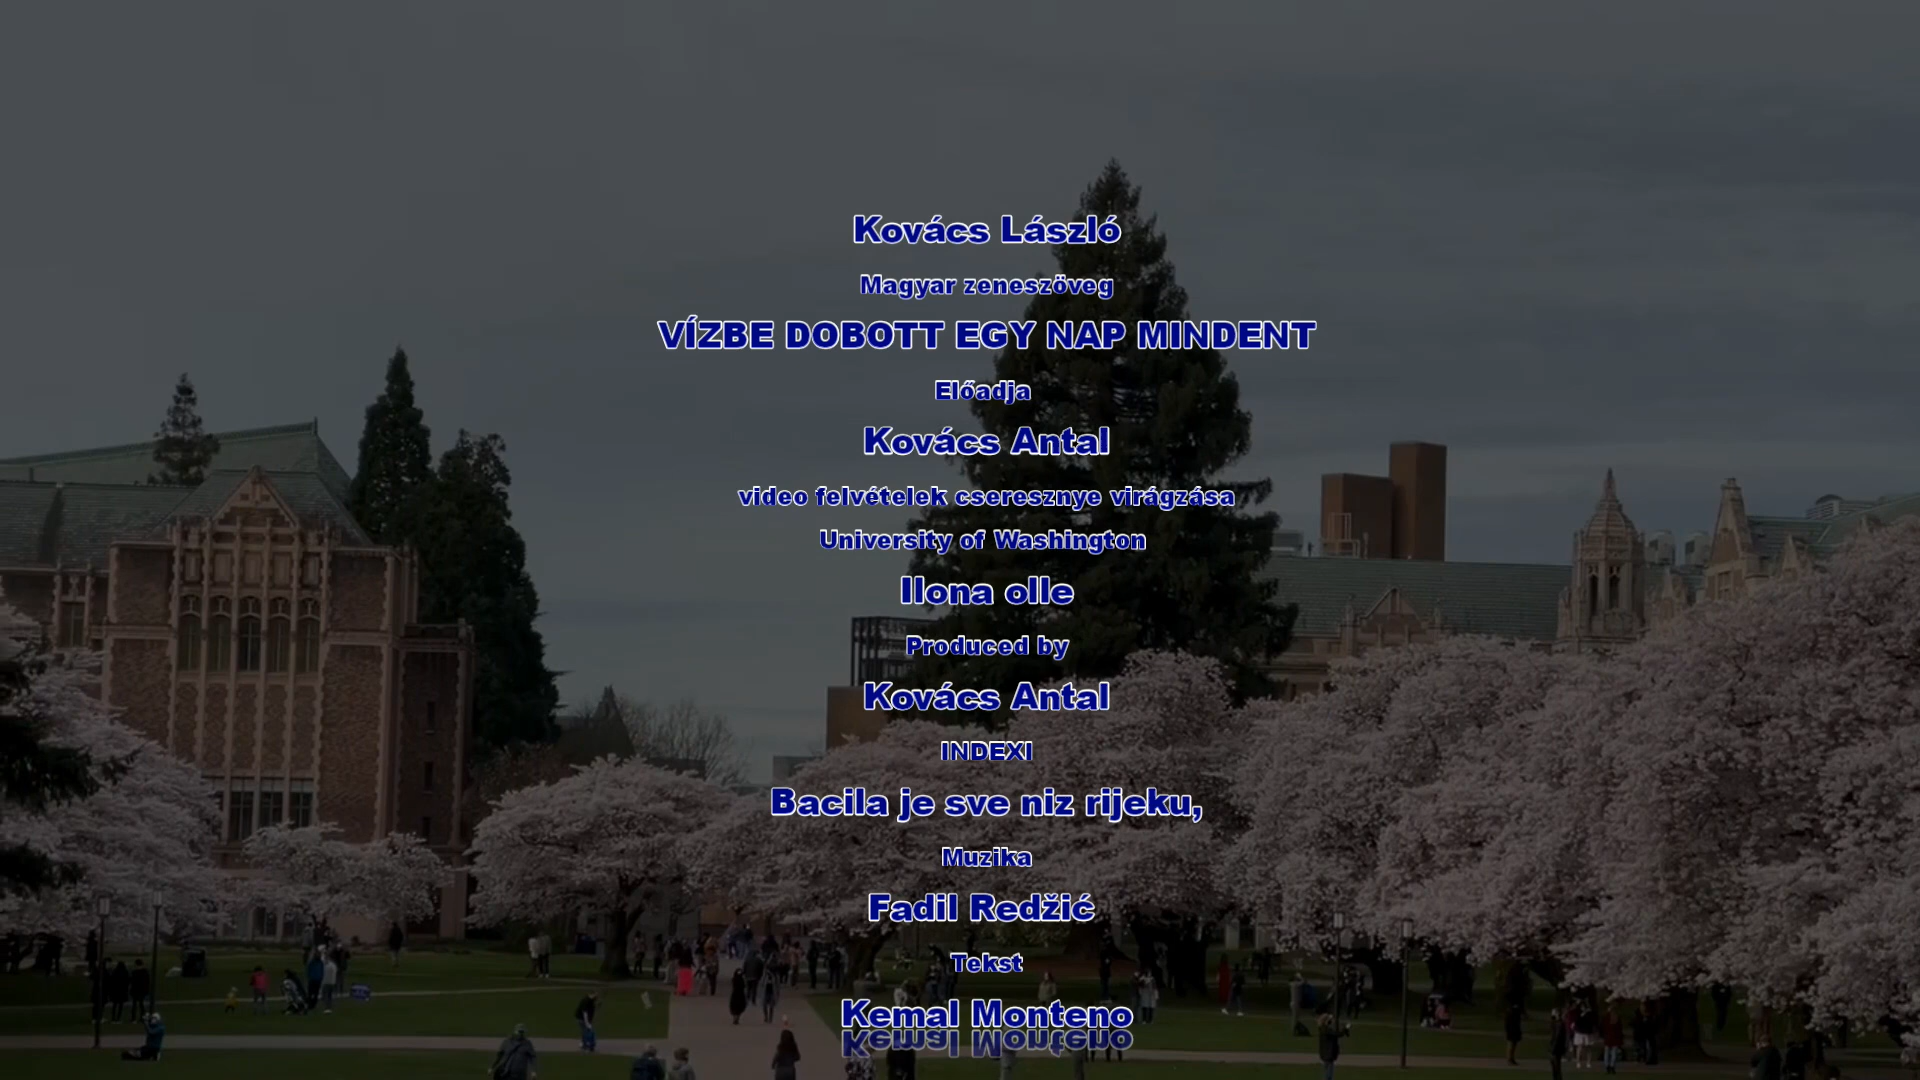 Kovács László
Magyar zeneszöveg
VÍZBE DOBOTT EGY NAP MINDENT
Előadja
Kovács Antal
video felvételek cseresznye virágzása
University of Washington
Ilona olle
Produced by
Kovács Antal
INDEXI
Bacila je sve niz rijeku,
Muzika
Fadil Redžić
Tekst
Kemal Monteno